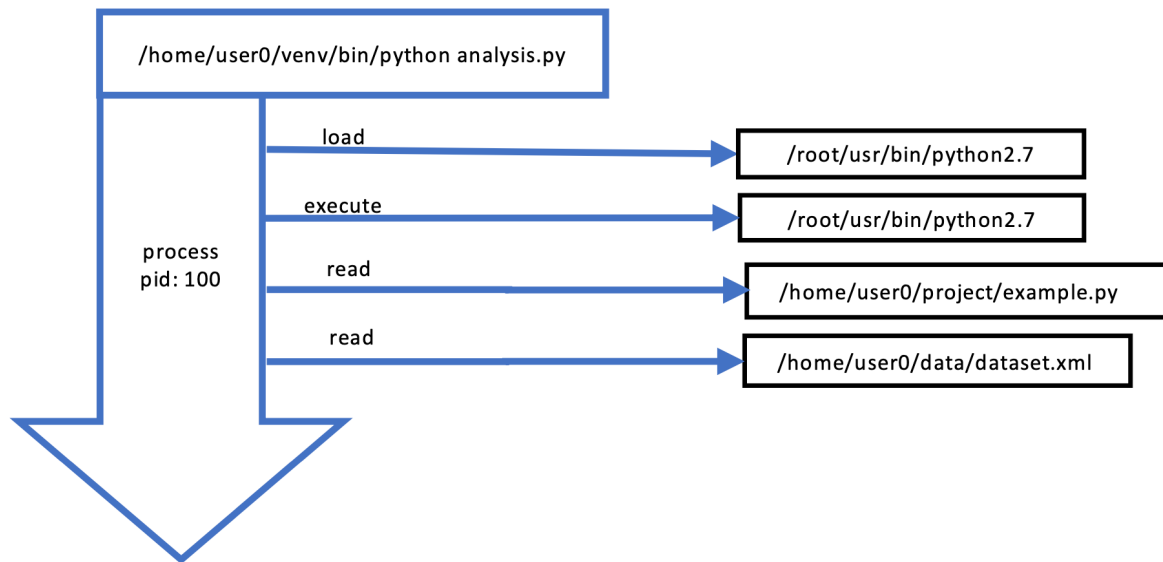 /home/user0/venv/bin/python analysis.py
load
/root/usr/bin/python2.7
execute
/root/usr/bin/python2.7
process
pid: 100
read
/home/user0/project/example.py
read
/home/user0/data/dataset.xml